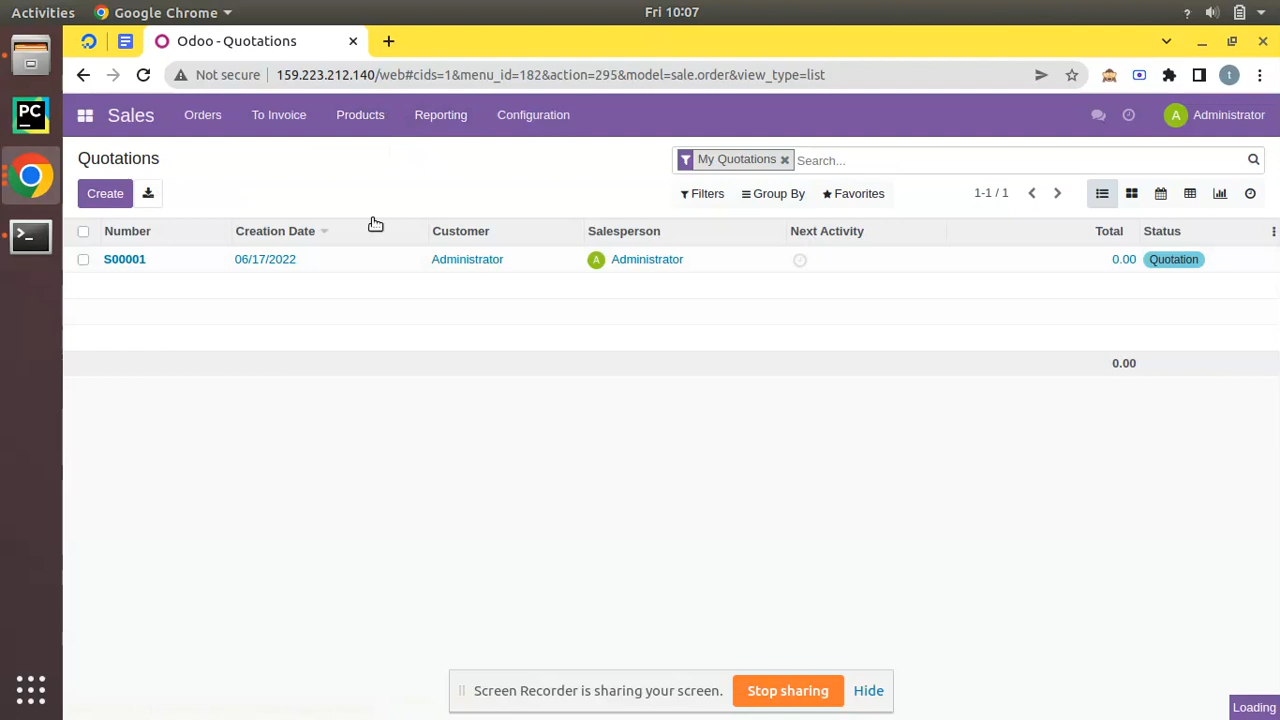 Activities Google Chrome Fri 10:07 ?
Odoo - Quotations
Not secure 159.223.212.140/web#cids=1&menu_id=182&action=295&model=sale.order&view_type=list t
PC Sales Orders To Invoice Products Reporting Configuration A Administrator
Quotations My Quotations Search...
Create Filters Group By Favorites 1-1 / 1
Number Creation Date Customer Salesperson Next Activity Total Status
S00001 06/17/2022 Administrator A Administrator 0.00 Quotation
0.00
Screen Recorder is sharing your screen. Stop sharing Hide
Loading